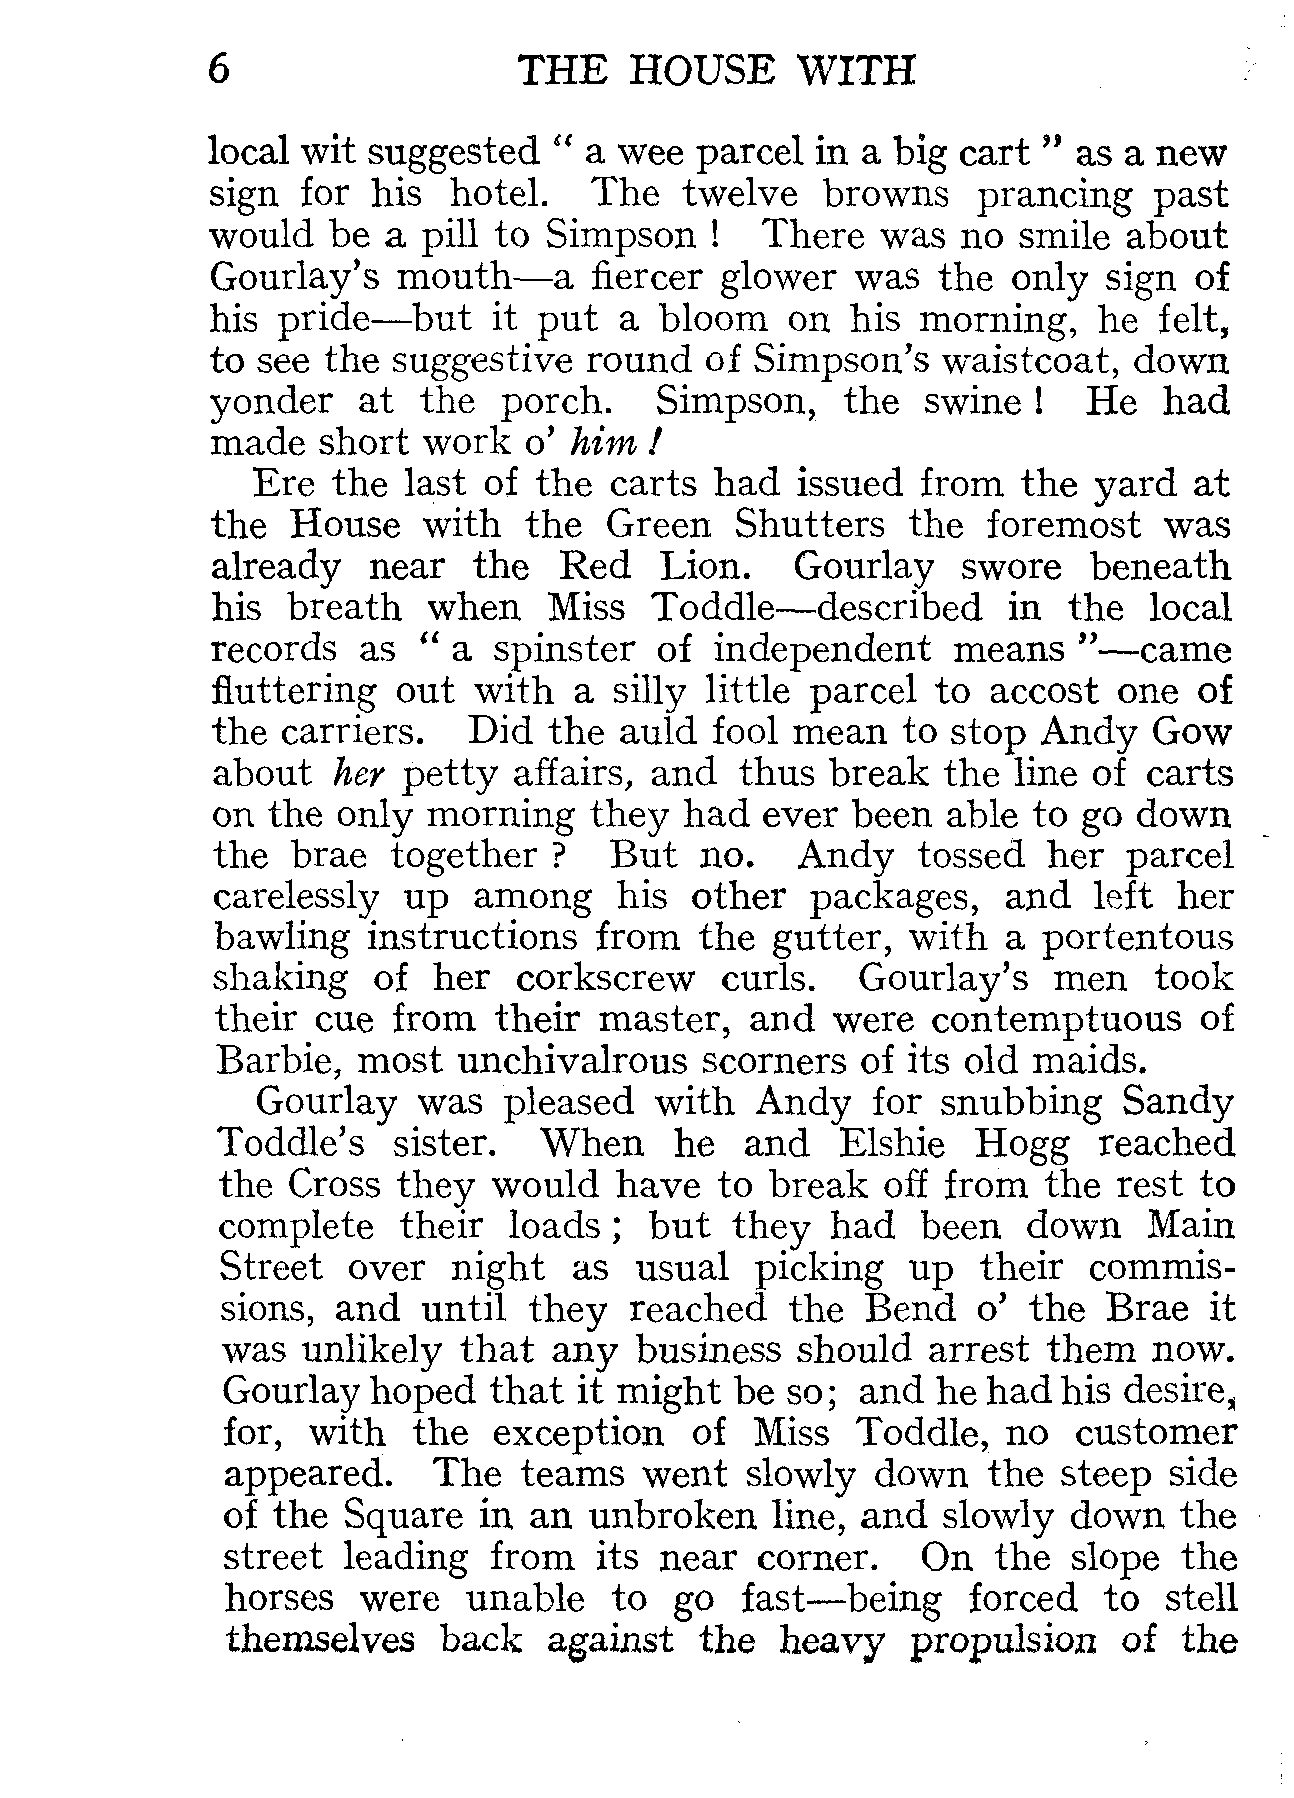 6 THE HOUSE WITH
local wit suggested “ a wee parcel in a big cart ” as a new
sign for his hotel. The twelve browns prancing past
would be a pill to Simpson ! There was no smile about
Gourlay’s mouth—a fiercer glower was the only sign of
his pride—but it put a bloom on his morning, he felt,
to see the suggestive round of Simpson’s waistcoat, down
yonder at the porch. Simpson, the swine ! He had
made short work o’ him !
Ere the last of the carts had issued from the yard at
the House with the Green Shutters the foremost was
already near the Red Lion. Gourlay swore beneath
his breath when Miss Toddle—described in the local
records as “ a spinster of independent means ”—came
fluttering out with a silly little parcel to accost one of
the carriers. Did the auld fool mean to stop Andy Gow
about her petty affairs, and thus break the line of carts
on the only morning they had ever been able to go down
the brae together ? But no. Andy tossed her parcel
carelessly up among his other packages, and left her
bawling instructions from the gutter, with a portentous
shaking of her corkscrew curls. Gourlay’s men took
their cue from their master, and were contemptuous of
Barbie, most unchivalrous scorners of its old maids.
Gourlay was pleased with Andy for snubbing Sandy
Toddle’s sister. When he and Elshie Hogg reached
the Cross they would have to break off from the rest to
complete their loads ; but they had been down Main
Street over night as usual picking up their commis-
sions, and until they reached the Bend o’ the Brae it
was unlikely that any business should arrest them now.
Gourlay hoped that it might be so; and he had his desire,
for, with the exception of Miss Toddle, no customer
appeared. The teams went slowly down the steep side
of the Square in an unbroken line, and slowly down the
street leading from its near corner. On the slope the
horses were unable to go fast—being forced to stell
themselves back against the heavy propulsion of the